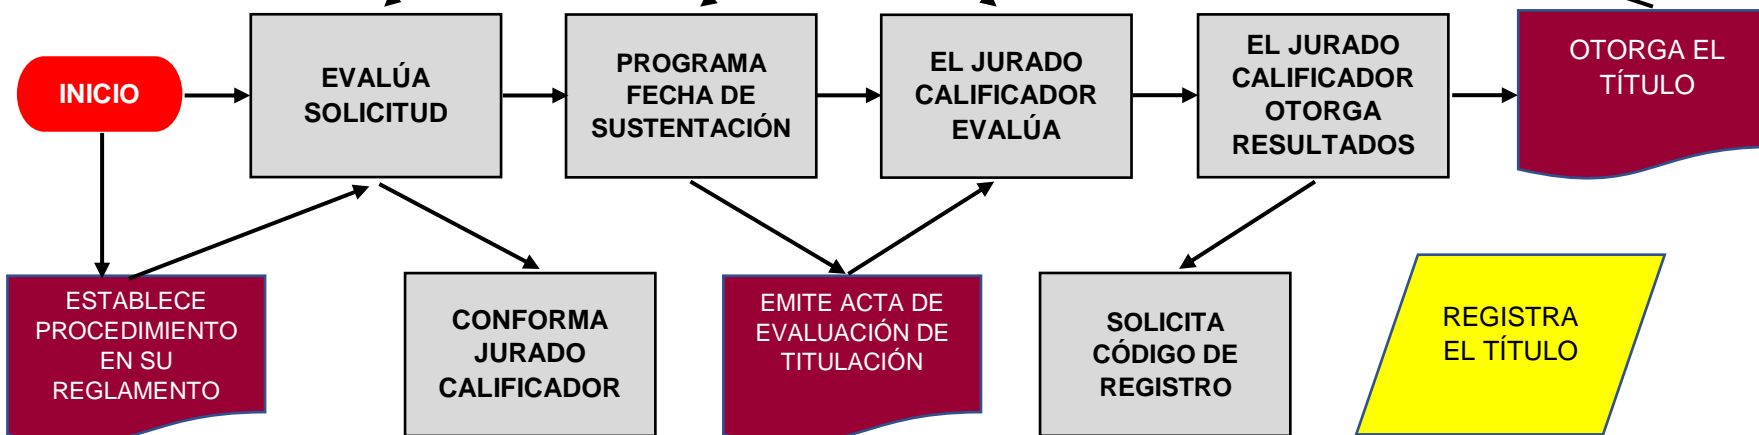 INICIO
EVALÚA
SOLICITUD
PROGRAMA
FECHA DE
SUSTENTACIÓN
EL JURADO
CALIFICADOR
EVALÚA
EL JURADO
CALIFICADOR
OTORGA
RESULTADOS
OTORGA EL
TÍTULO
ESTABLECE
PROCEDIMIENTO
EN SU
REGLAMENTO
CONFORMA
JURADO
CALIFICADOR
EMITE ACTA DE
EVALUACIÓN DE
TITULACIÓN
SOLICITA
CÓDIGO DE
REGISTRO
REGISTRA
EL TÍTULO